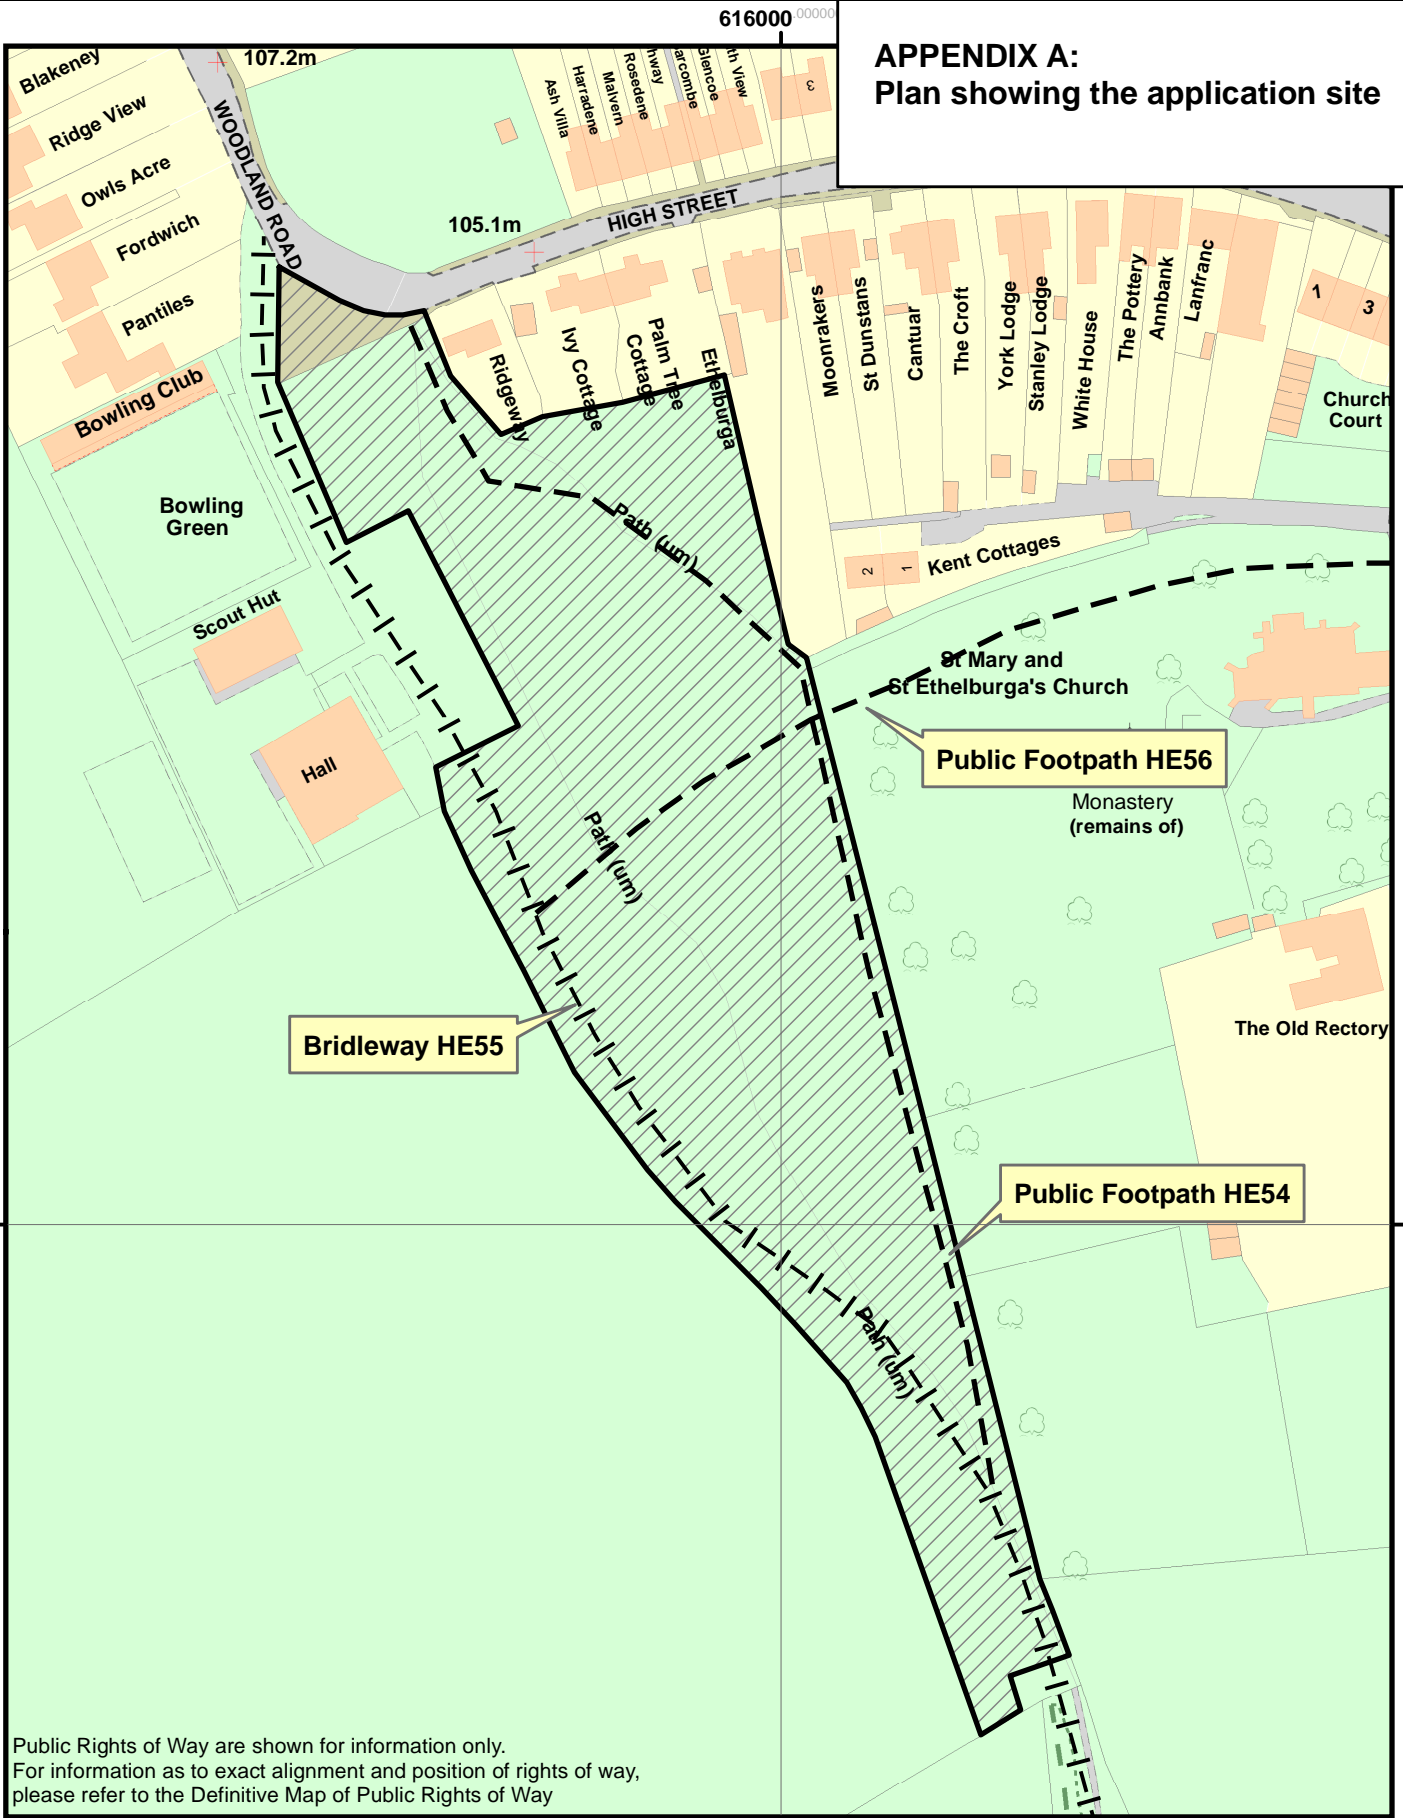 616000
APPENDIX A:
Plan showing the application site
107.2m
Blakeney
Ridge View
Owls Acre
Fordwich
Pantiles
WOODLAND ROAD
Ash Villa
Harradene
Malvern
Rosedene
Glencoe
3
HIGH STREET
105.1m
Bowling Club
Bowling
Green
Scout Hut
Hall
Ridgeway
Ivy Cottage
Palm Tree
Cottage
Ethelburga
Moonrakers
St Dunstans
Cantuar
The Croft
York Lodge
Stanley Lodge
White House
The Pottery
Annbank
Lanfranc
1
3
Church
Court
Path (um)
2
1
Kent Cottages
St Mary and
St Ethelburga's Church
Public Footpath HE56
Monastery
(remains of)
Path (um)
The Old Rectory
Bridleway HE55
Public Footpath HE54
Path (um)
Public Rights of Way are shown for information only.
For information as to exact alignment and position of rights of way,
please refer to the Definitive Map of Public Rights of Way